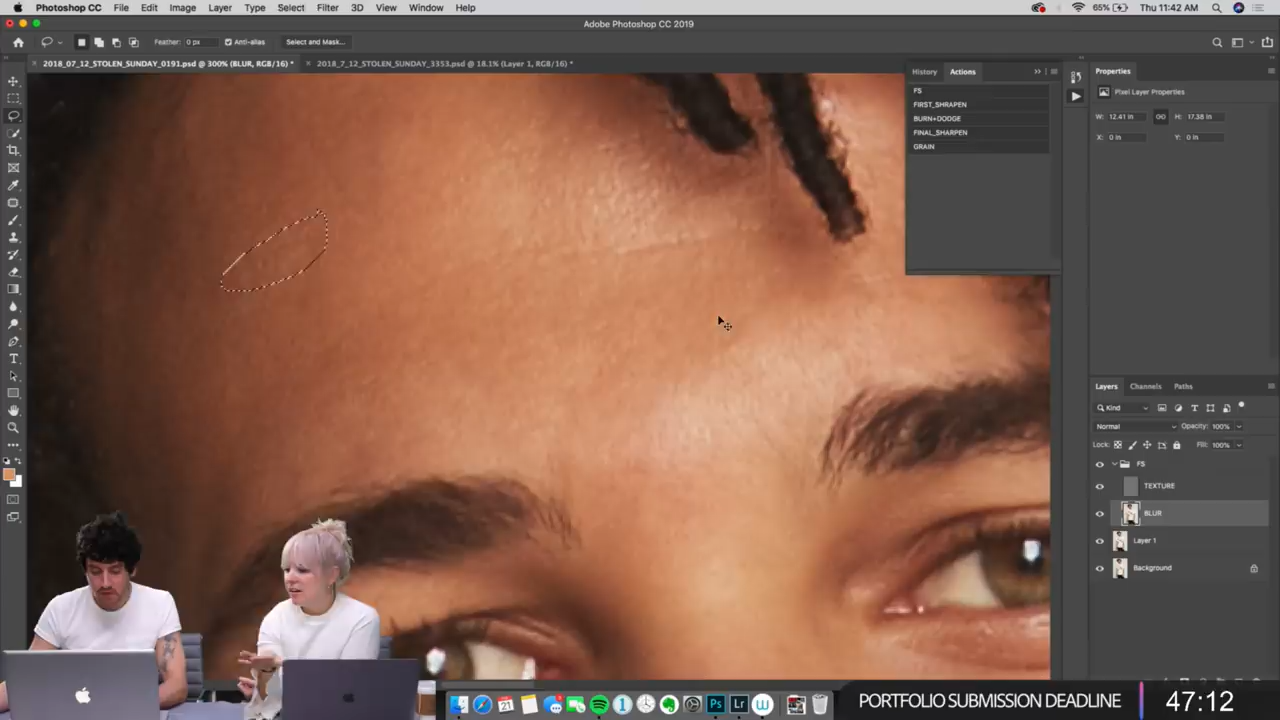 Photoshop CC File Edit Image Layer Type Select Filter 3D View Window Help 65% Thu 11:42 AM
Adobe Photoshop CC 2019
Feather: 0 px Anti-alias Select and Mask...
2018_07_12_STOLEN_SUNDAY_0191.psd @ 300% (BLUR, RGB/16) * 2018_7_12_STOLEN_SUNDAY_3353.psd @ 18.1% (Layer 1, RGB/16) *
History Actions
FS
FIRST_SHRAPEN
BURN+DODGE
FINAL_SHARPEN
GRAIN
Properties
Pixel Layer Properties
W: 12.41 in H: 17.38 in
X: 0 in Y: 0 in
Layers Channels Paths
Kind
Normal Opacity: 100%
Lock: Fill: 100%
FS
TEXTURE
BLUR
Layer 1
Background
21 Ps Lr
PORTFOLIO SUBMISSION DEADLINE 47:12